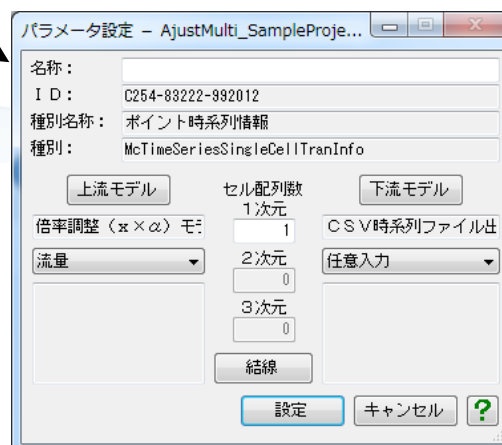 パラメータ設定 － AjustMulti_SampleProje...
名称：
ＩＤ： C254-83222-992012
種別名称： ポイント時系列情報
種別： McTimeSeriesSingleCellTranInfo
上流モデル セル配列数 下流モデル
1次元
倍率調整（x×α）モデ 1 ＣＳＶ時系列ファイル出
流量 2次元 任意入力
0
3次元
0
結線
設定 キャンセル ?